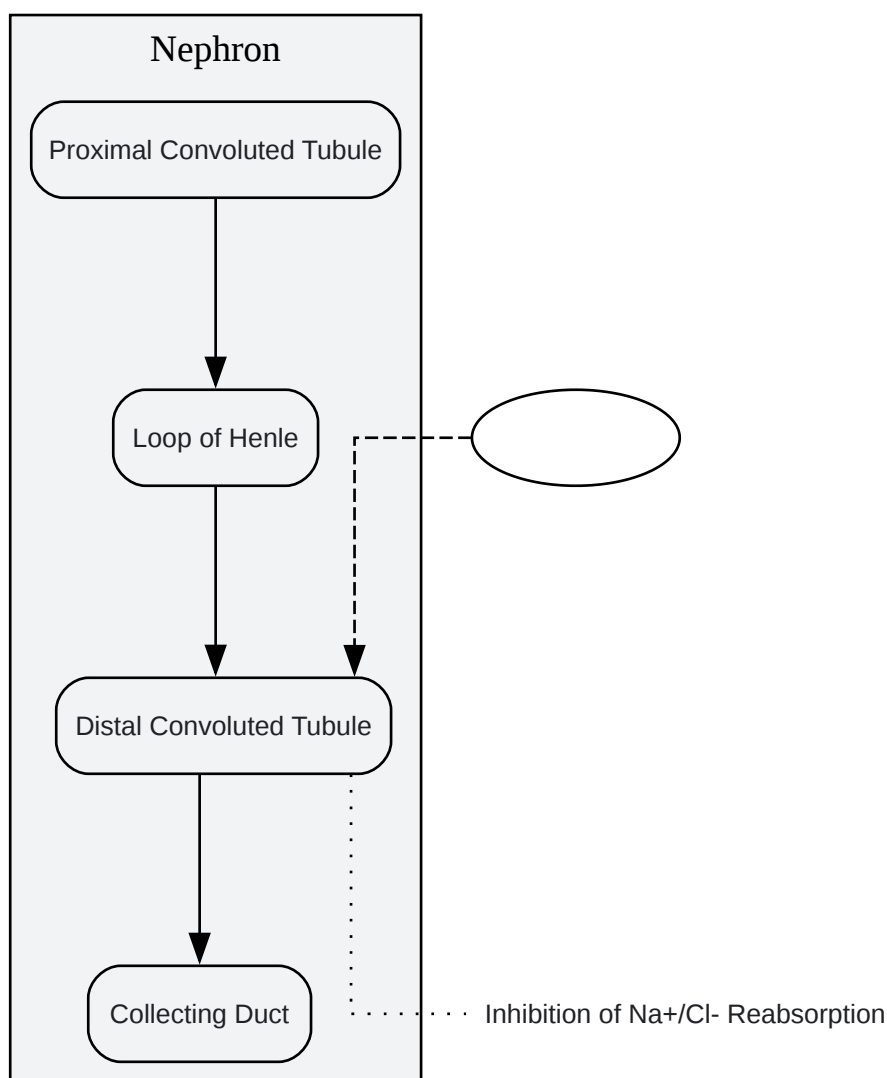 Nephron
Proximal Convoluted Tubule
Loop of Henle
Distal Convoluted Tubule
Collecting Duct
Inhibition of Na+/Cl- Reabsorption